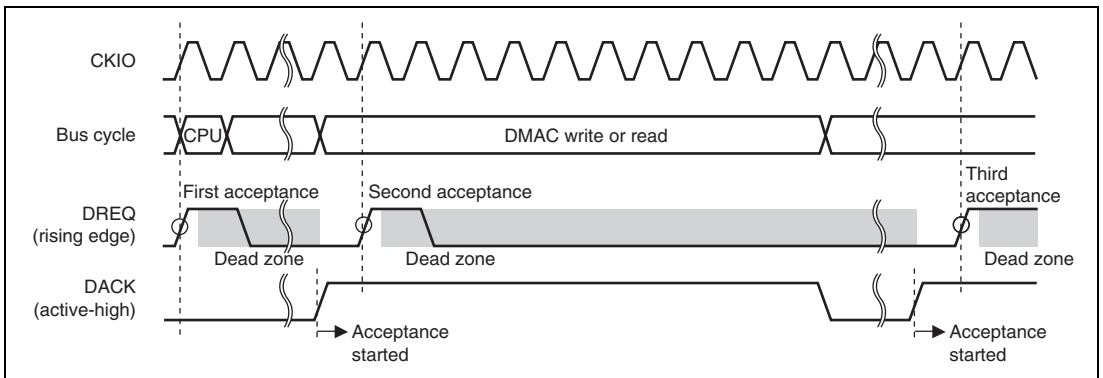 CKIO
Bus cycle
CPU
DMAC write or read
DREQ
(rising edge)
First acceptance
Second acceptance
Third
acceptance
Dead zone
Dead zone
Dead zone
DACK
(active-high)
Acceptance
started
Acceptance
started